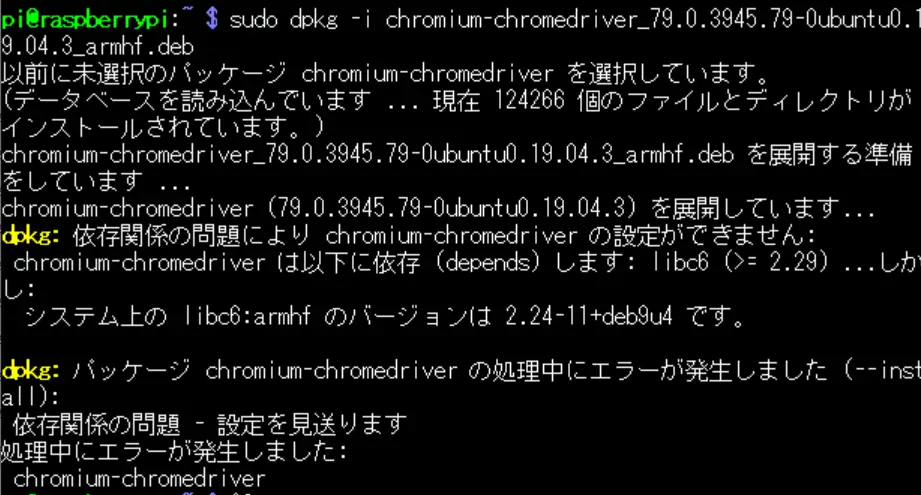 pi@raspberrypi:~ $ sudo dpkg -i chromium-chromedriver_79.0.3945.79-0ubuntu0.1
9.04.3_armhf.deb
以前に未選択のパッケージ chromium-chromedriver を選択しています。
(データベースを読み込んでいます ... 現在 124266 個のファイルとディレクトリが
インストールされています。)
chromium-chromedriver_79.0.3945.79-0ubuntu0.19.04.3_armhf.deb を展開する準備
をしています ...
chromium-chromedriver (79.0.3945.79-0ubuntu0.19.04.3) を展開しています...
dpkg: 依存関係の問題により chromium-chromedriver の設定ができません:
chromium-chromedriver は以下に依存 (depends) します: libc6 (>= 2.29) ...しか
し:
システム上の libc6:armhf のバージョンは 2.24-11+deb9u4 です。
dpkg: パッケージ chromium-chromedriver の処理中にエラーが発生しました (--inst
all):
依存関係の問題 - 設定を見送ります
処理中にエラーが発生しました:
chromium-chromedriver